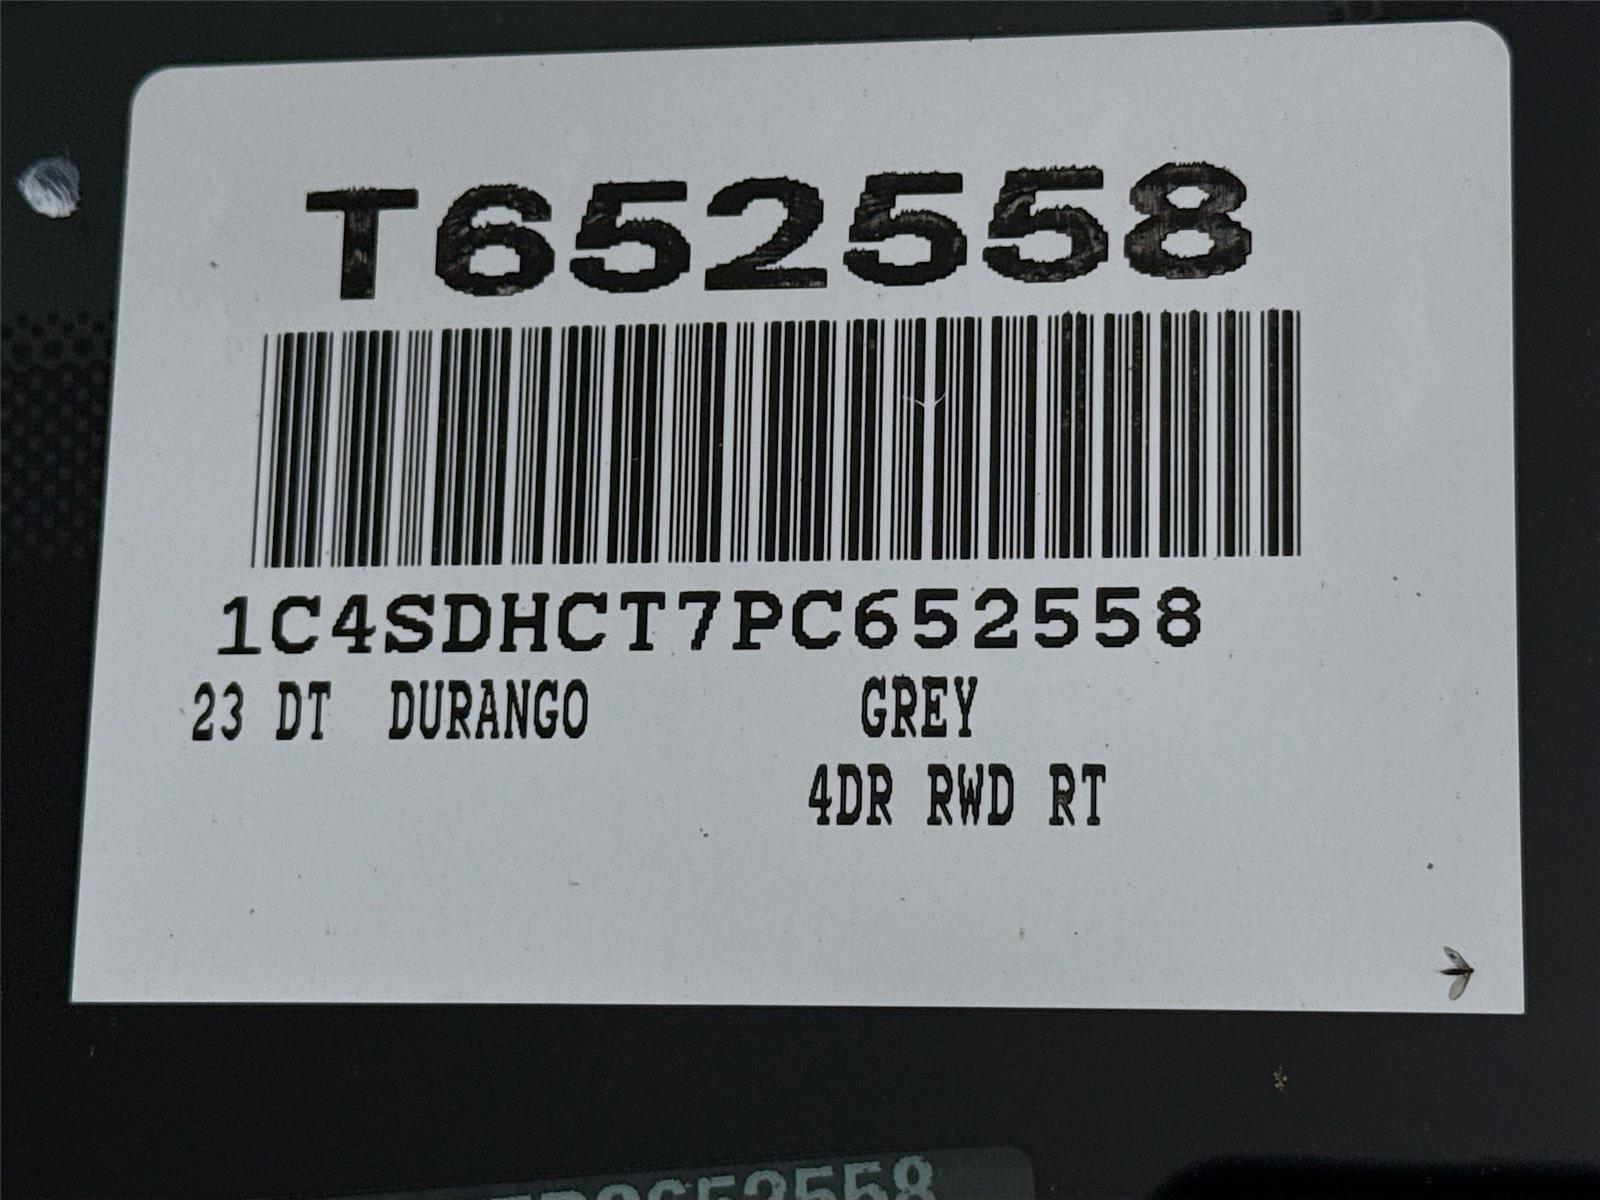 T652558
1C4SDHCT7PC652558
23 DT DURANGO GREY
4DR RWD RT